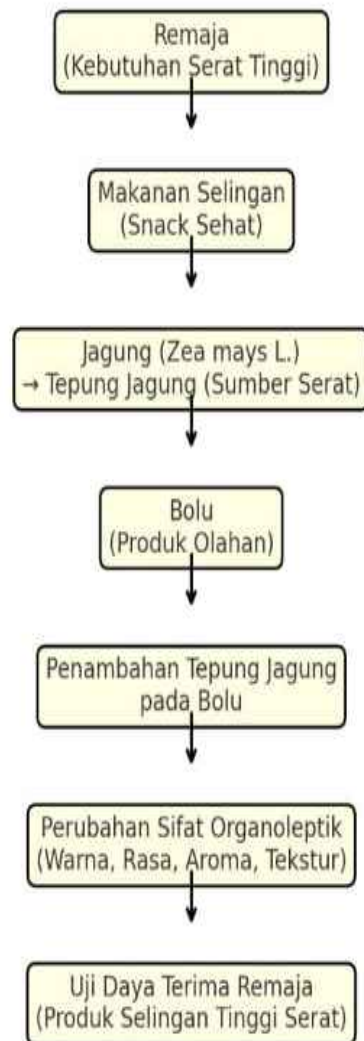 Remaja
(Kebutuhan Serat Tinggi)
Makanan Selingan
(Snack Sehat)
Jagung (Zea mays L.)
→ Tepung Jagung (Sumber Serat)
Bolu
(Produk Olahan)
Penambahan Tepung Jagung
pada Bolu
Perubahan Sifat Organoleptik
(Warna, Rasa, Aroma, Tekstur)
Uji Daya Terima Remaja
(Produk Selingan Tinggi Serat)